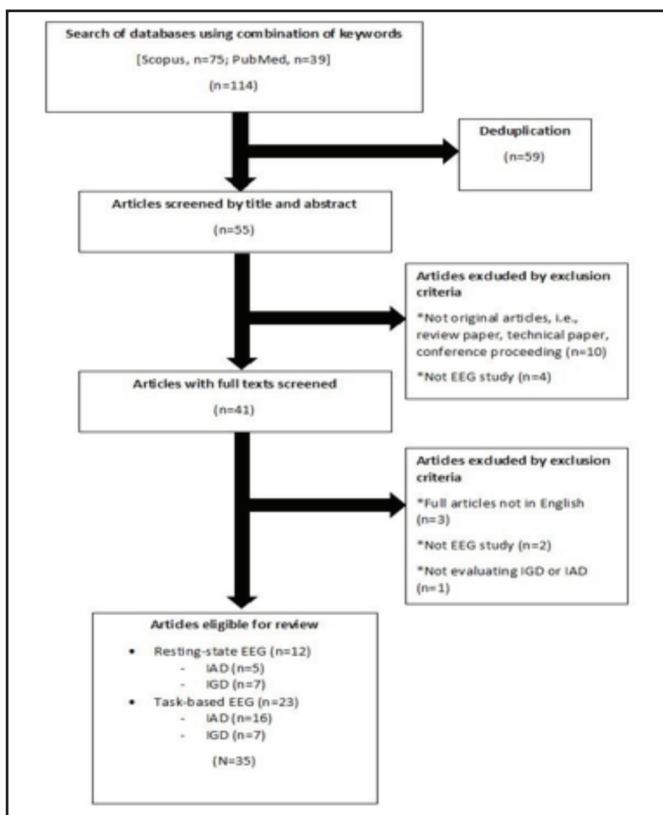 Search of databases using combination of keywords
[Scopus, n=75; PubMed, n=39]
(n=114)
Deduplication
(n=59)
Articles screened by title and abstract
(n=55)
Articles excluded by exclusion
criteria
*Not original articles, i.e.,
review paper, technical paper,
conference proceeding (n=10)
*Not EEG study (n=4)
Articles with full texts screened
(n=41)
Articles excluded by exclusion
criteria
*Full articles not in English
(n=3)
*Not EEG study (n=2)
*Not evaluating IGD or IAD
(n=1)
Articles eligible for review
• Resting-state EEG (n=12)
- IAD (n=5)
- IGD (n=7)
• Task-based EEG (n=23)
- IAD (n=16)
- IGD (n=7)
(N=35)